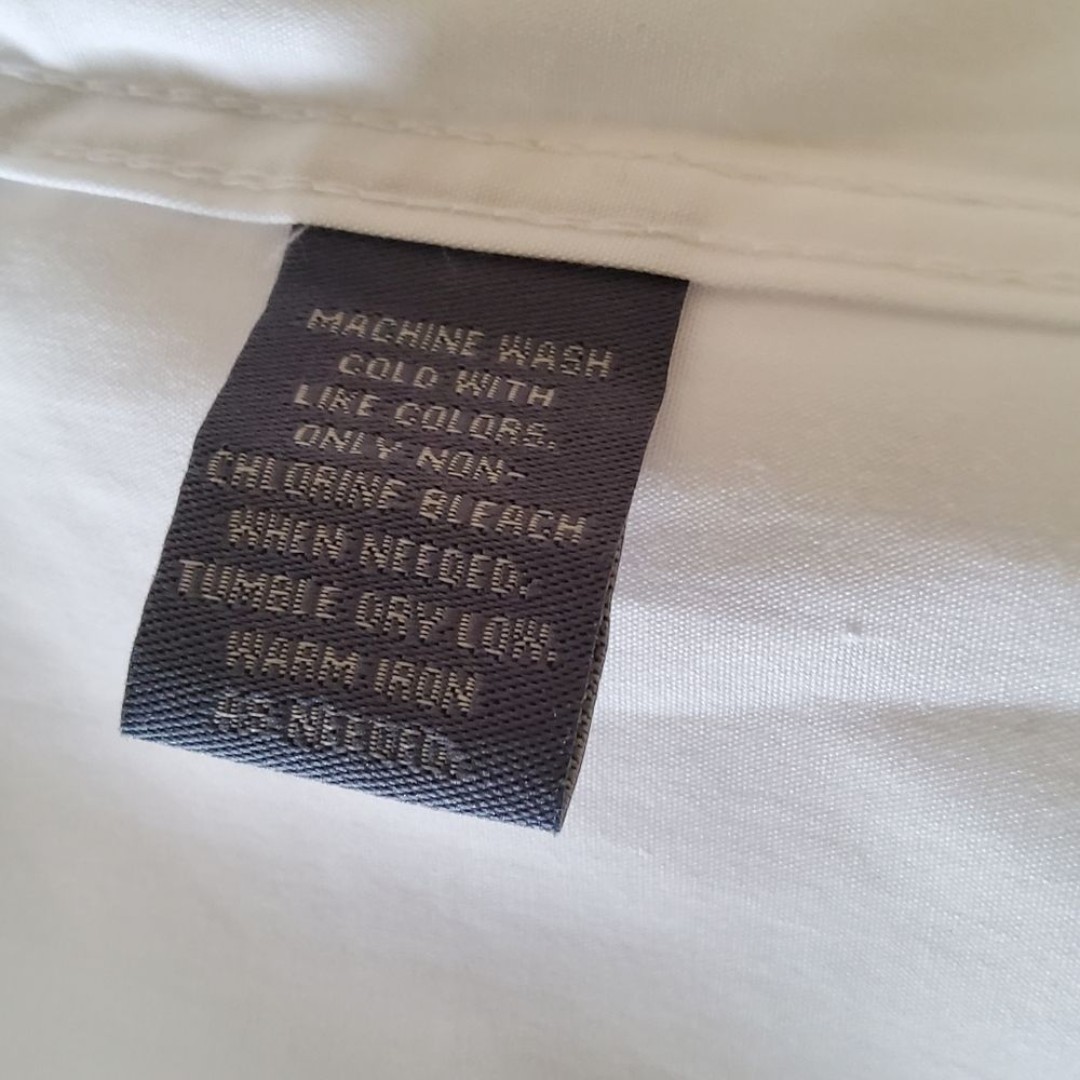 MACHINE WASH
COLD WITH
LIKE COLORS.
ONLY NON-
CHLORINE BLEACH
WHEN NEEDED.
TUMBLE DRY LOW.
WARM IRON
AS NEEDED.